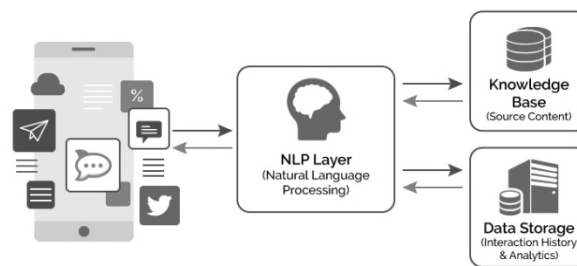 %
NLP Layer
(Natural Language
Processing)
Knowledge
Base
(Source Content)
Data Storage
(Interaction History
& Analytics)